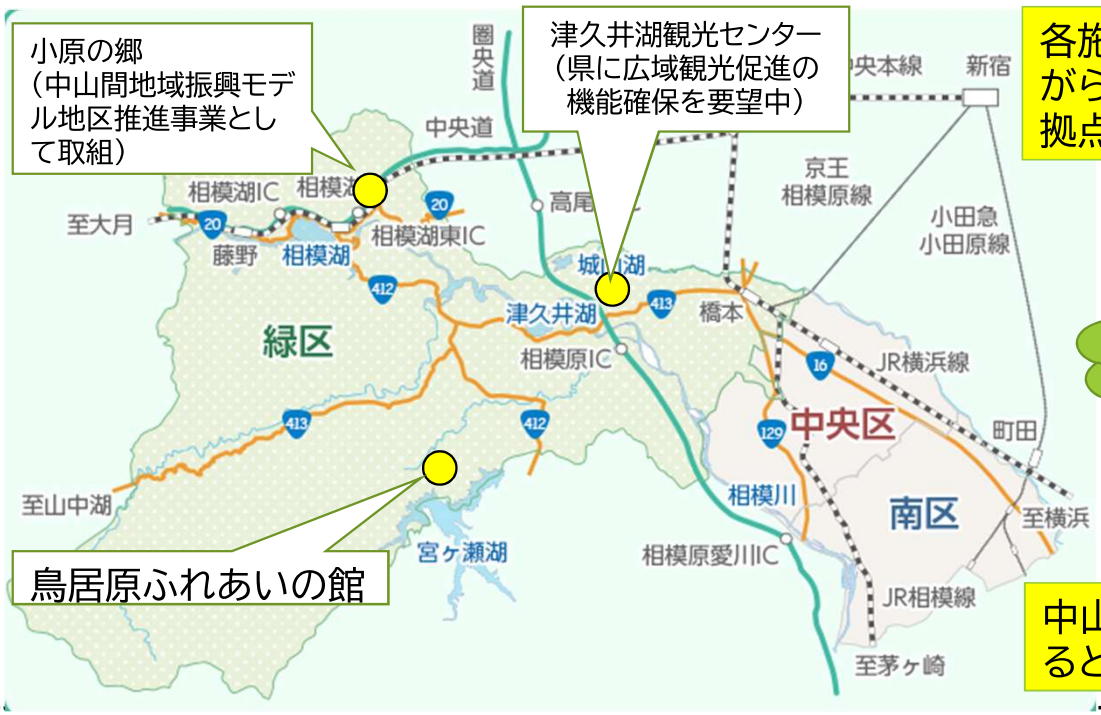 小原の郷
（中山間地域振興モデ
ル地区推進事業とし
て取組）
圏央道
津久井湖観光センター
（県に広域観光促進の
機能確保を要望中）
央本線
新宿
各施
がら
拠点
中央道
京王
相模原線
小田急
小田原線
相模湖IC
相模湖
20
20
高尾
至大月
藤野
相模湖
相模湖東IC
城山湖
412
津久井湖
413
橋本
緑区
相模原IC
16
JR横浜線
413
412
129
中央区
町田
至山中湖
相模川
南区
至横浜
宮ヶ瀬湖
相模原愛川IC
鳥居原ふれあいの館
JR相模線
中山
ると
至茅ヶ崎